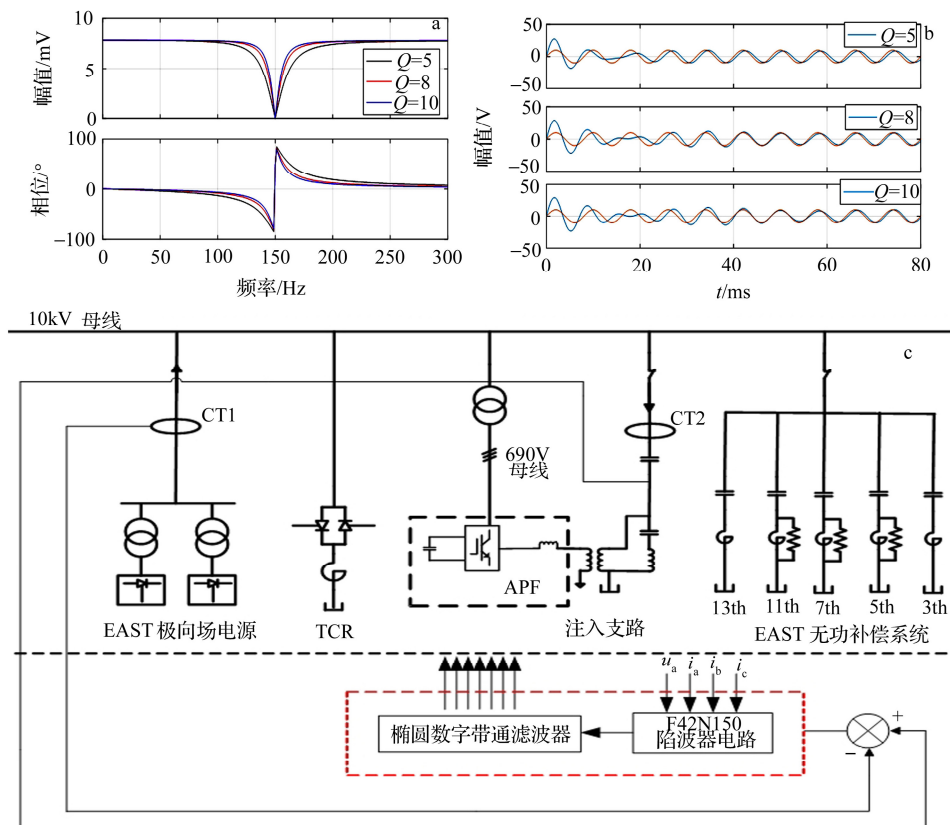 a
幅值/mV
10
5
0
Q=5
Q=8
Q=10
相位/°
100
0
−100
0 50 100 150 200 250 300
频率/Hz
b
幅值/V
50
0
−50
Q=5
50
0
−50
Q=8
50
0
−50
Q=10
0 20 40 60 80
t/ms
10kV 母线
c
CT1
CT2
690V
母线
APF
EAST 极向场电源
TCR
注入支路
13th 11th 7th 5th 3th
EAST 无功补偿系统
ua ia ib ic
椭圆数字带通滤波器
F42N150
陷波器电路
+
−